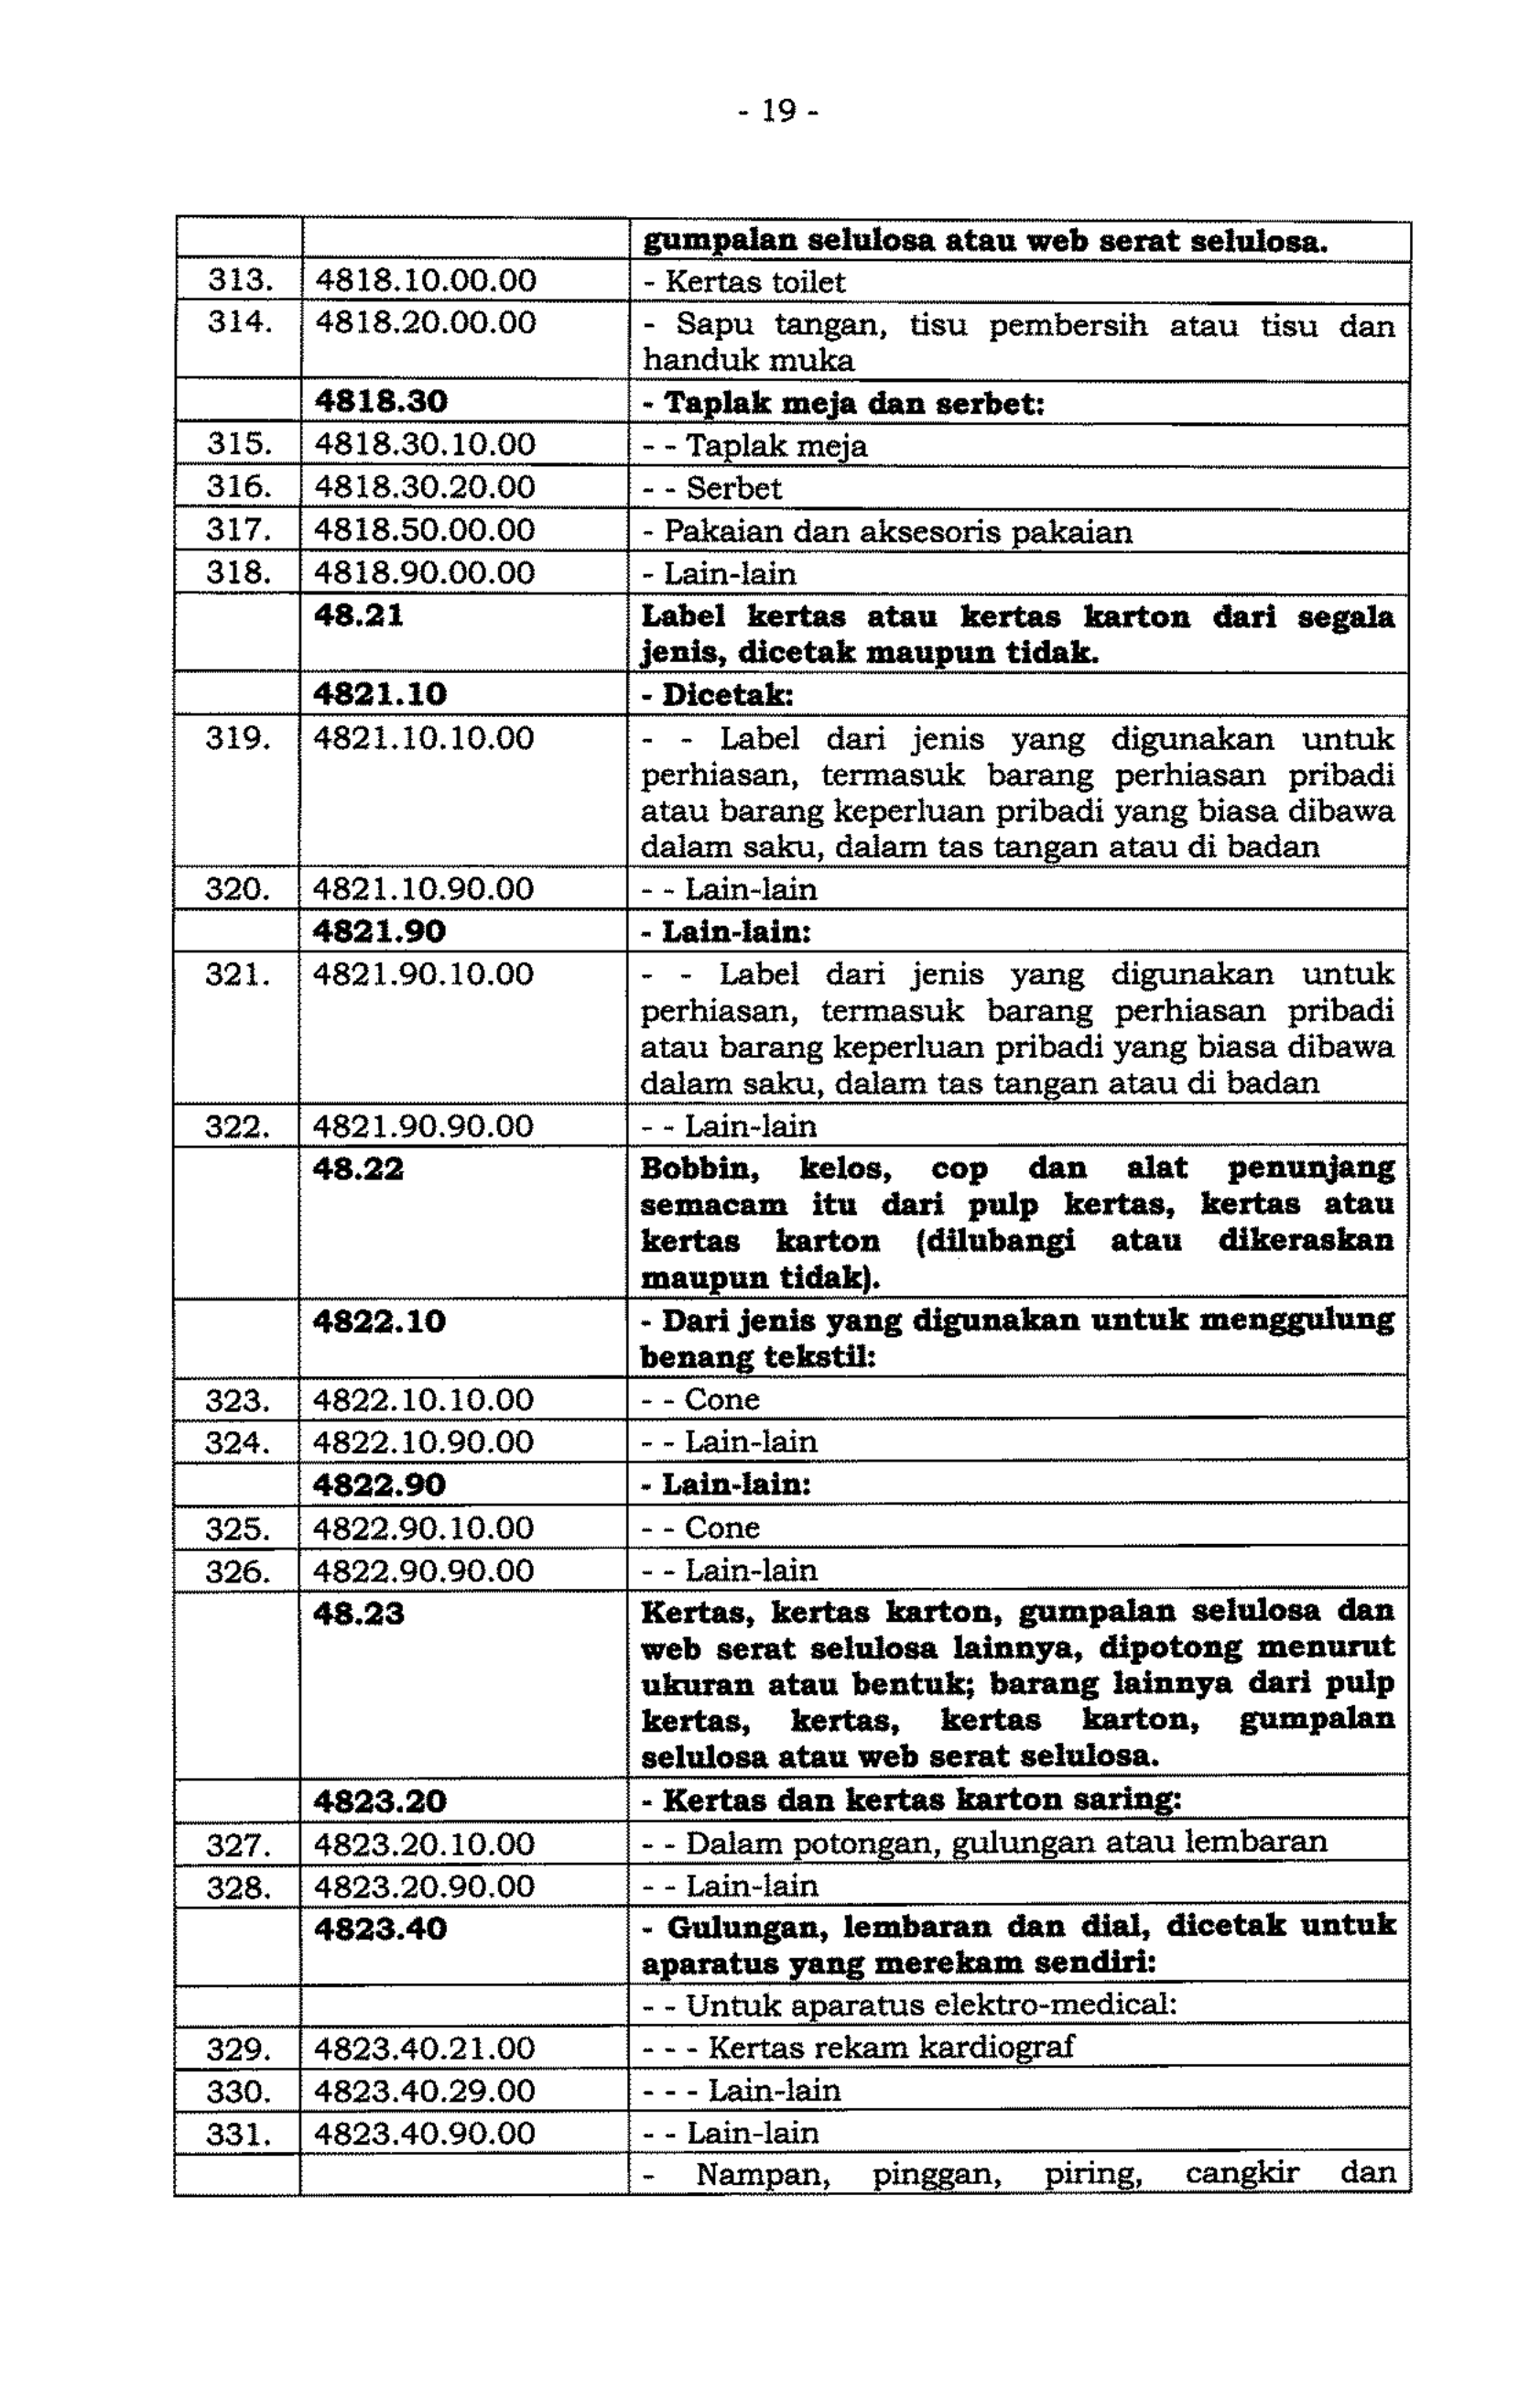 - 19 -
gumpalan selulosa atau web serat selulosa.
313. 4818.10.00.00 - Kertas toilet
314. 4818.20.00.00 - Sapu tangan, tisu pembersih atau tisu dan
handuk muka
4818.30 - Taplak meja dan serbet:
315. 4818.30.10.00 - - Taplak meja
316. 4818.30.20.00 - - Serbet
317. 4818.50.00.00 - Pakaian dan aksesoris pakaian
318. 4818.90.00.00 - Lain-lain
48.21 Label kertas atau kertas karton dari segala
jenis, dicetak maupun tidak.
4821.10 - Dicetak:
319. 4821.10.10.00 - - Label dari jenis yang digunakan untuk
perhiasan, termasuk barang perhiasan pribadi
atau barang keperluan pribadi yang biasa dibawa
dalam saku, dalam tas tangan atau di badan
320. 4821.10.90.00 - - Lain-lain
4821.90 - Lain-lain:
321. 4821.90.10.00 - - Label dari jenis yang digunakan untuk
perhiasan, termasuk barang perhiasan pribadi
atau barang keperluan pribadi yang biasa dibawa
dalam saku, dalam tas tangan atau di badan
322. 4821.90.90.00 - - Lain-lain
48.22 Bobbin, kelos, cop dan alat penunjang
semacam itu dari pulp kertas, kertas atau
kertas karton (dilubangi atau dikeraskan
maupun tidak).
4822.10 - Dari jenis yang digunakan untuk menggulung
benang tekstil:
323. 4822.10.10.00 - - Cone
324. 4822.10.90.00 - - Lain-lain
4822.90 - Lain-lain:
325. 4822.90.10.00 - - Cone
326. 4822.90.90.00 - - Lain-lain
48.23 Kertas, kertas karton, gumpalan selulosa dan
web serat selulosa lainnya, dipotong menurut
ukuran atau bentuk; barang lainnya dari pulp
kertas, kertas, kertas karton, gumpalan
selulosa atau web serat selulosa.
4823.20 - Kertas dan kertas karton saring:
327. 4823.20.10.00 - - Dalam potongan, gulungan atau lembaran
328. 4823.20.90.00 - - Lain-lain
4823.40 - Gulungan, lembaran dan dial, dicetak untuk
aparatus yang merekam sendiri:
- - Untuk aparatus elektro-medical:
329. 4823.40.21.00 - - - Kertas rekam kardiograf
330. 4823.40.29.00 - - - Lain-lain
331. 4823.40.90.00 - - Lain-lain
- Nampan, pinggan, piring, cangkir dan